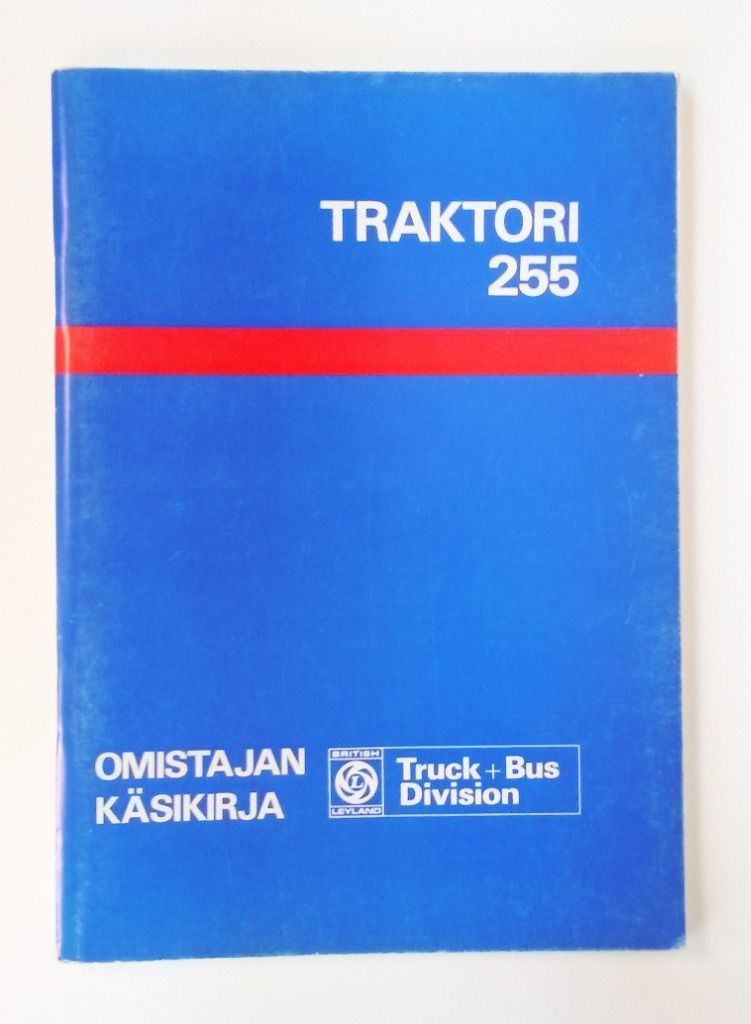 TRAKTORI
255
OMISTAJAN
KÄSIKIRJA
BRITISH
L
LEYLAND
Truck + Bus
Division